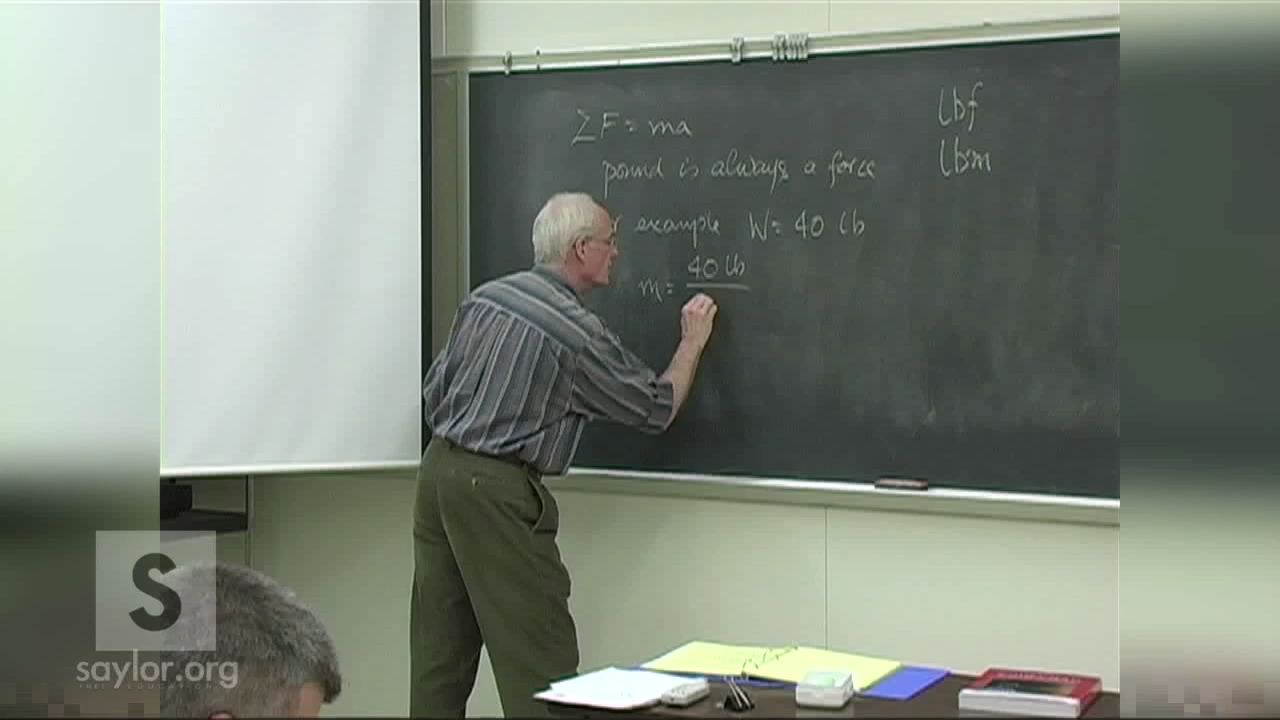 ΣF = ma
pound is always a force
example W = 40 lb
m = 40 lb
lbf
lbm
S
saylor.org